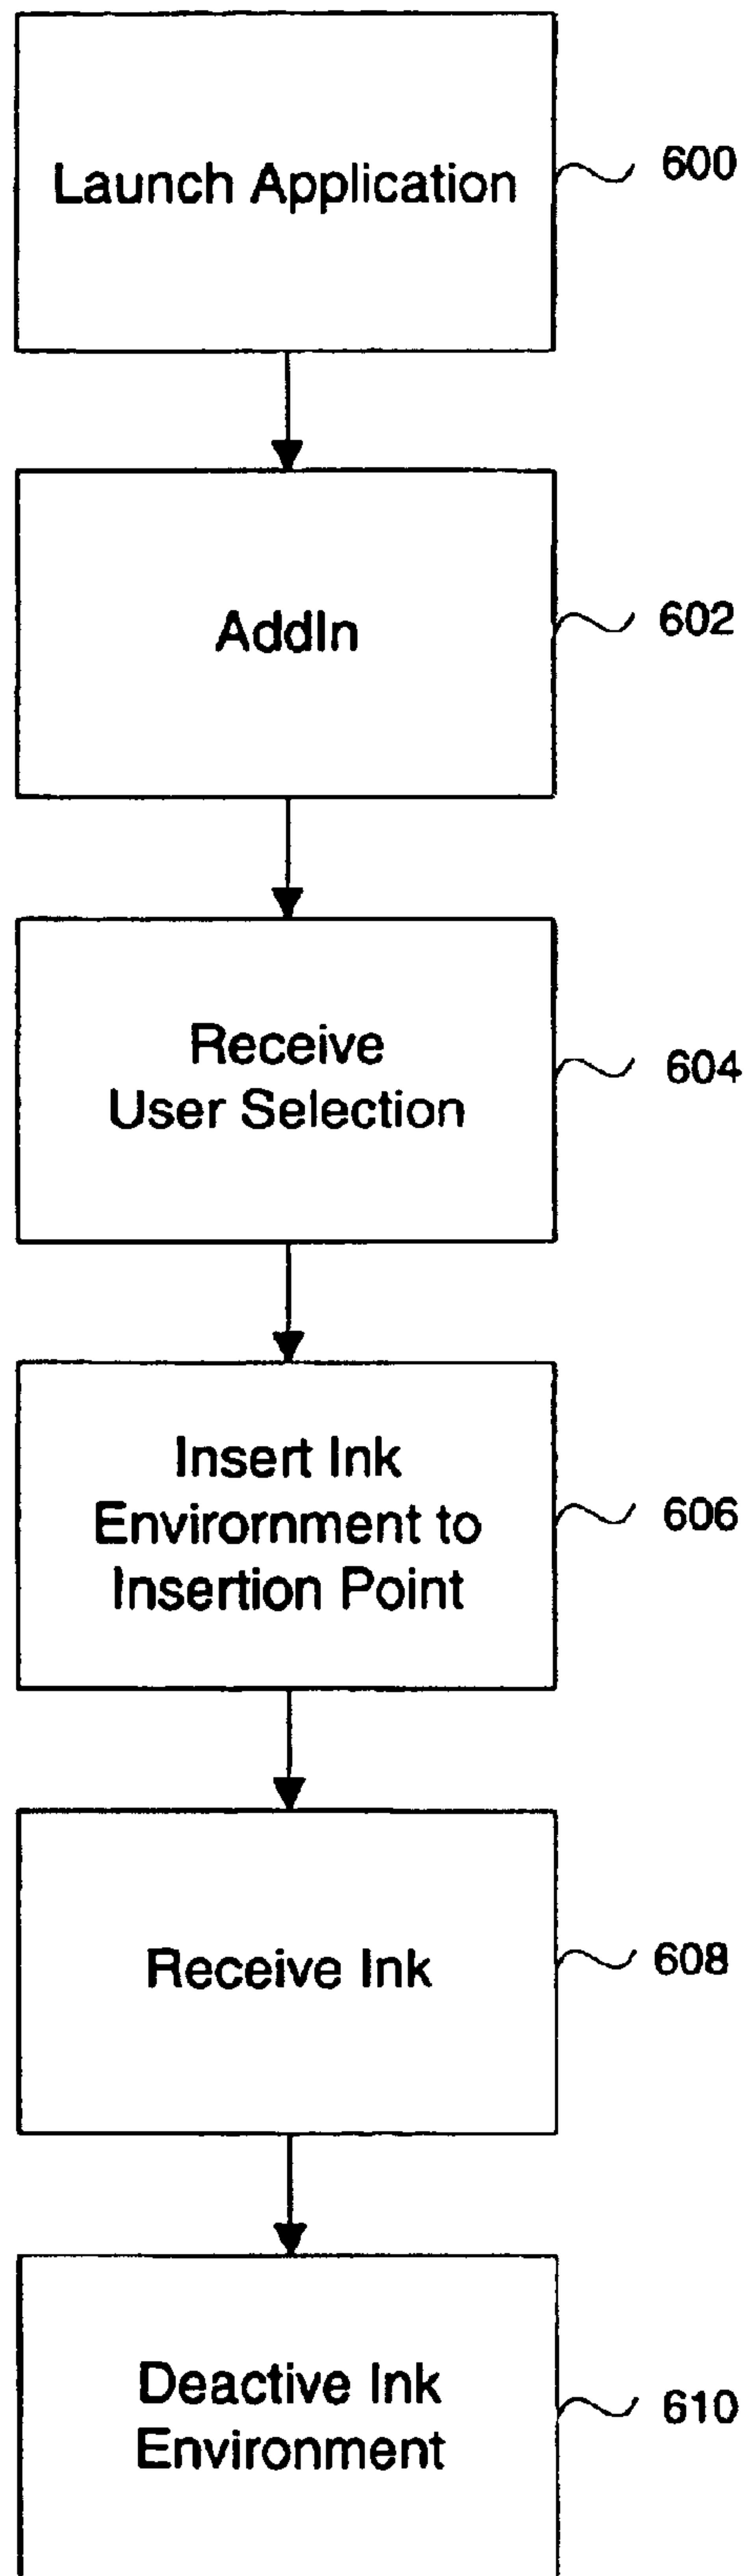 Launch Application
600
AddIn
602
Receive
User Selection
604
Insert Ink
Envirornment to
Insertion Point
606
Receive Ink
608
Deactive Ink
Environment
610